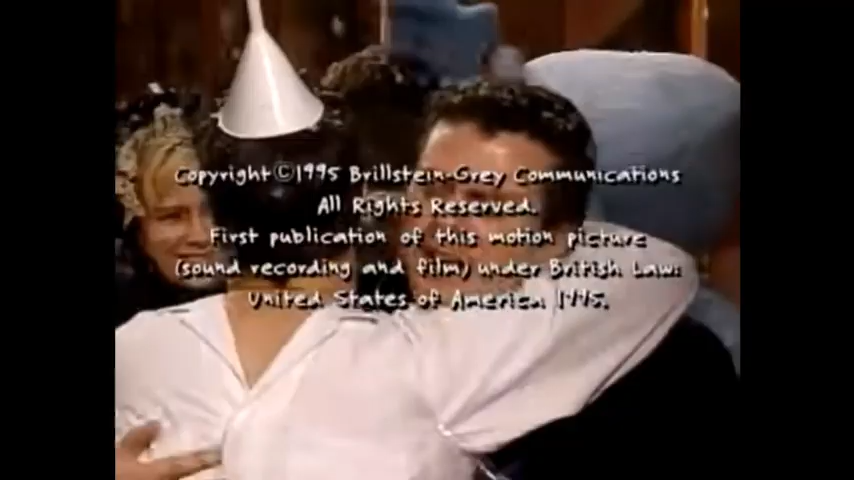 Copyright ©1995 Brillstein-Grey Communications
All Rights Reserved.
First publication of this motion picture
(sound recording and film) under British Law:
United States of America 1995.